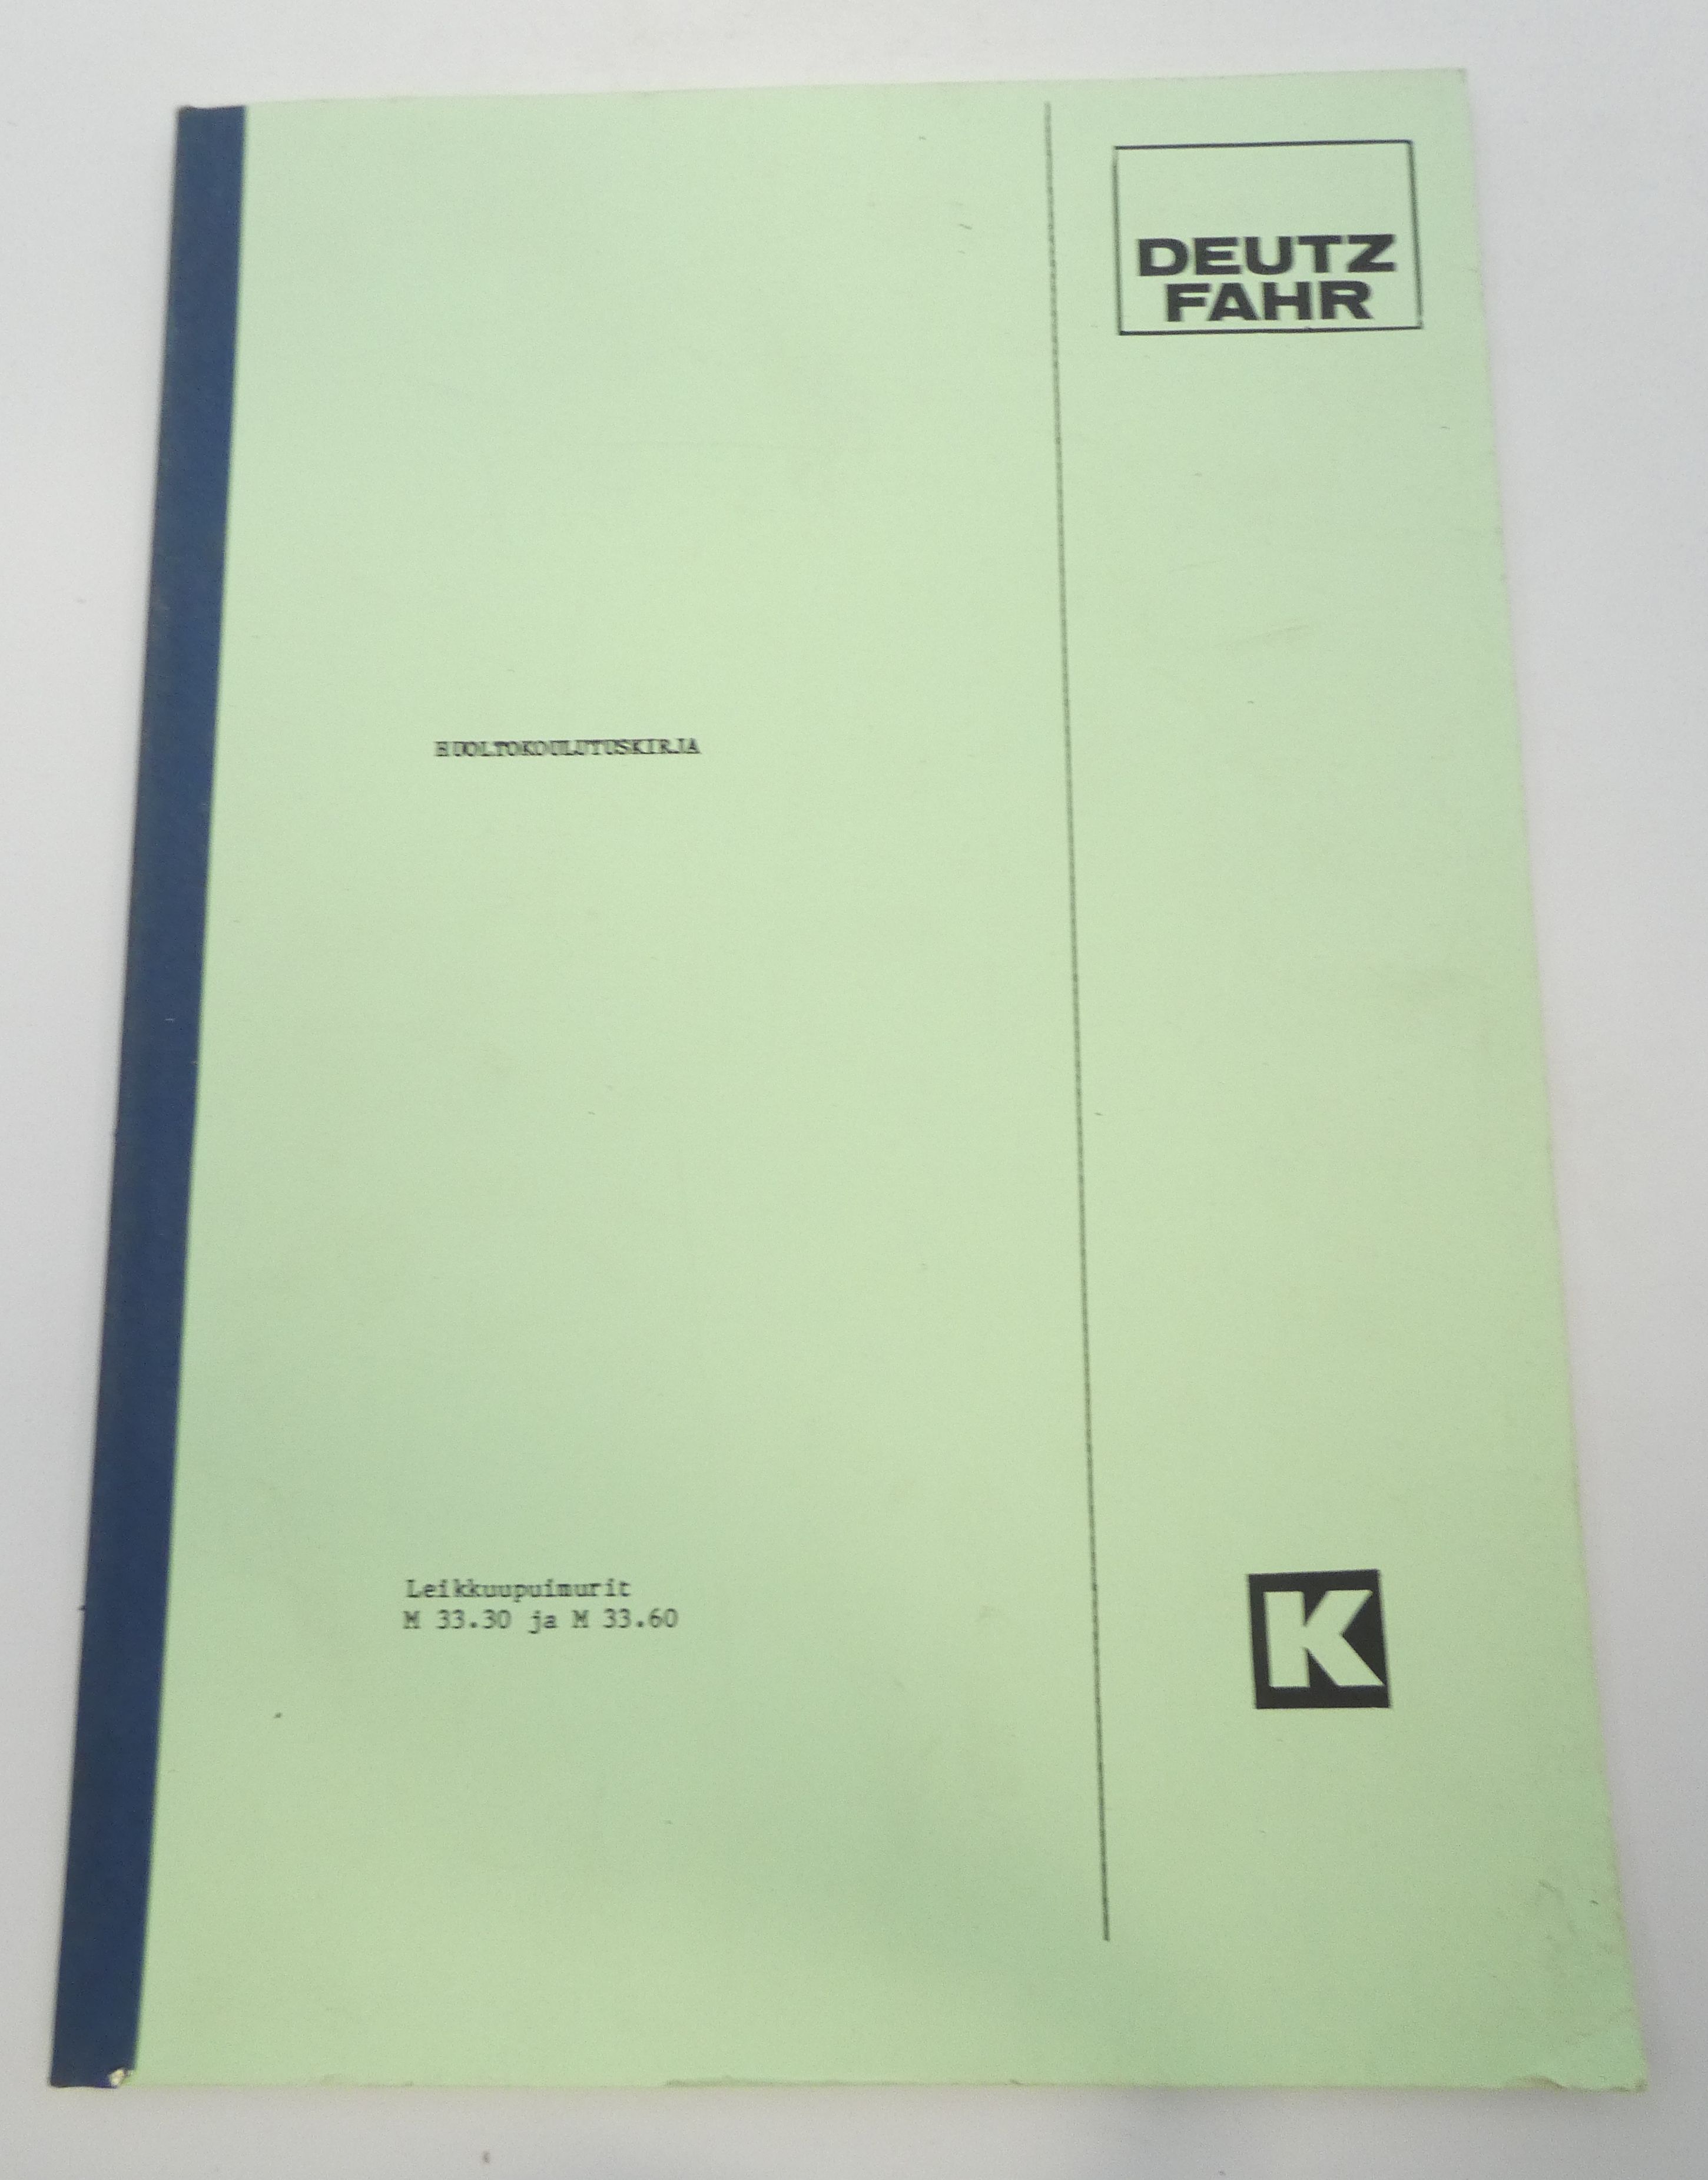 DEUTZ
FAHR
HUOLTOKOULUTUSKIRJA
Leikkuupuimurit
M 33.30 ja M 33.60
K